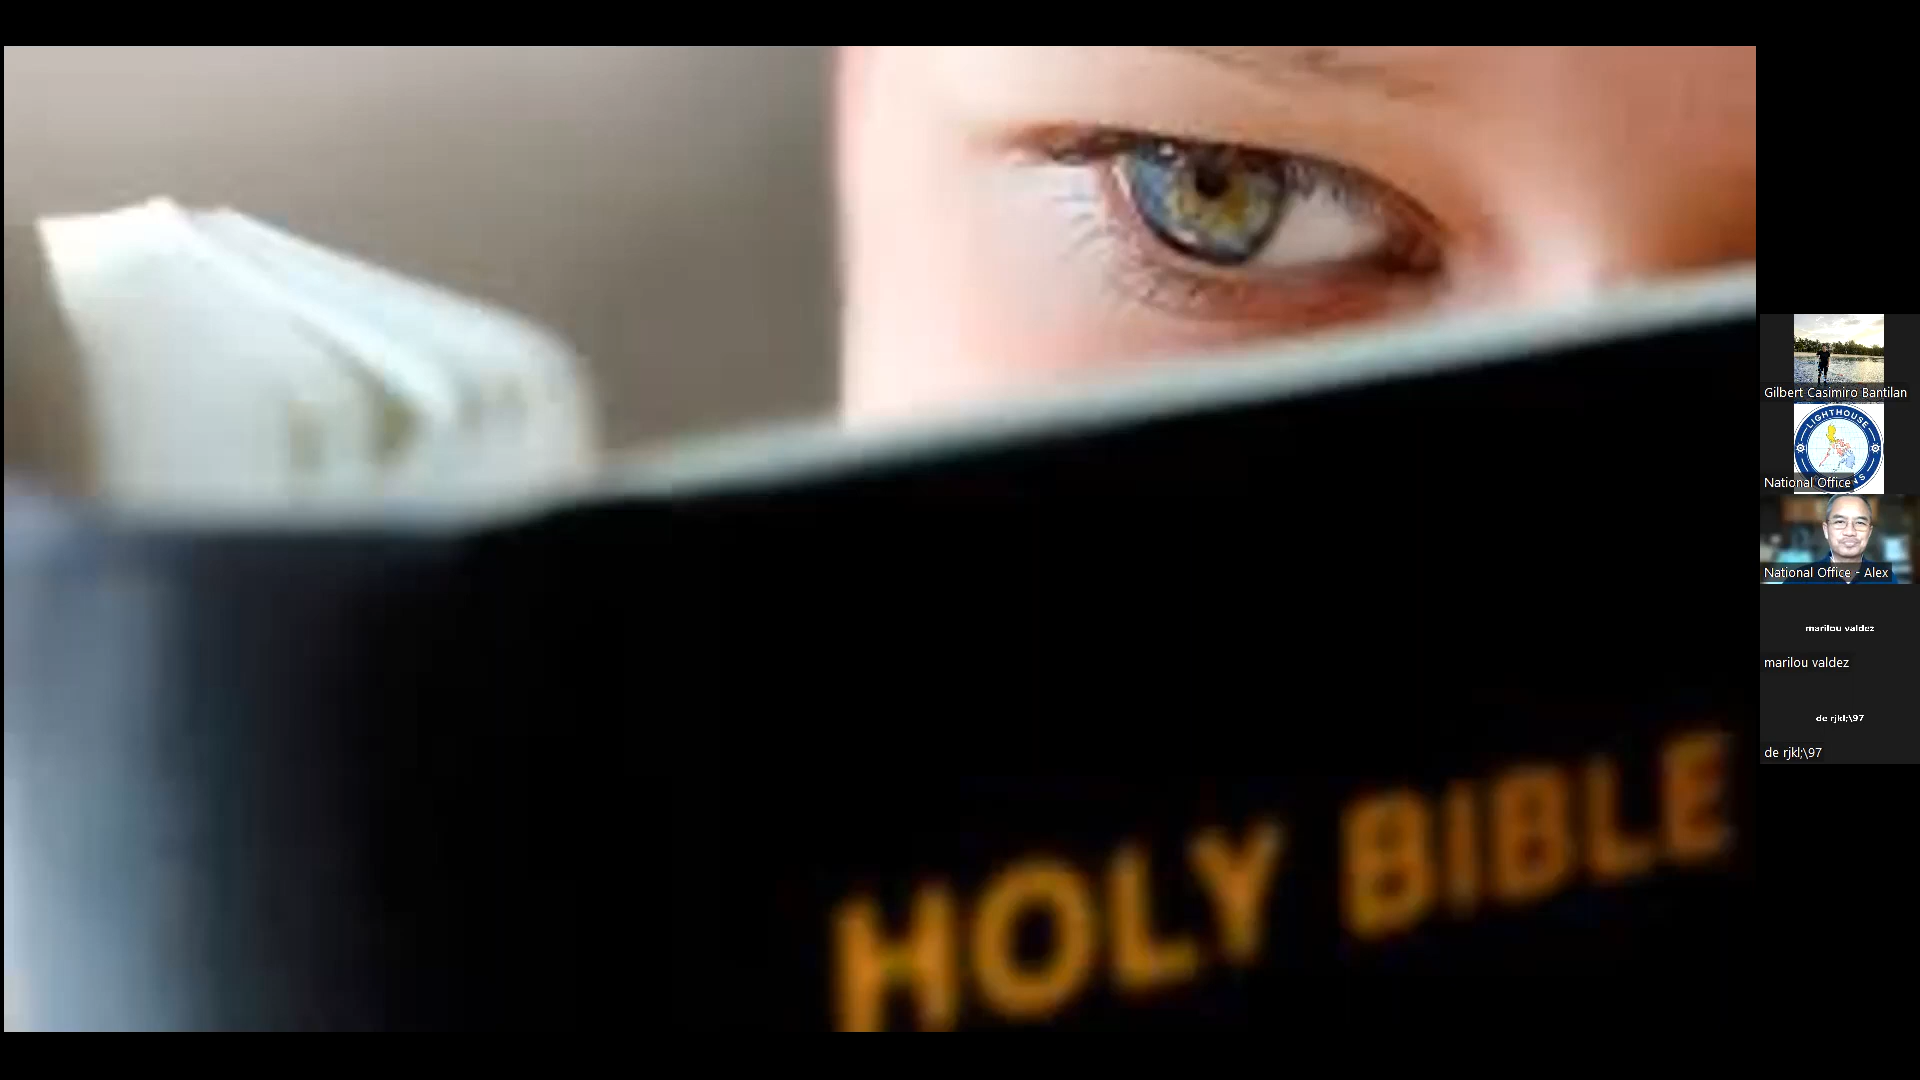 HOLY BIBLE
Gilbert Casimiro Bantilan
LIGHTHOUSE
National Office
National Office - Alex
marilou valdez
marilou valdez
de rjkl;\97
de rjkl;\97